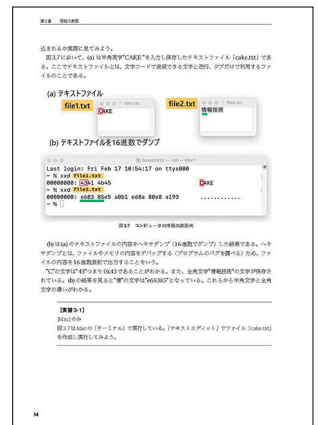 第3章　情報の表現
込まれるか実際に見てみよう。
図3.7において、(a) は半角英字"CAKE "を入力し保存したテキストファイル「cake.txt」であ
る。ここでテキストファイルとは、文字コードで表現できる文字と改行、タブだけで利用するファ
イルのことである。
(a) テキストファイル
file1.txt
CAKE
file2.txt
情報技術
(b) テキストファイルを16進数でダンプ
Last login: Fri Feb 17 10:54:17 on ttys000
~ % xxd file1.txt
00000000: 4341 4b45 CAKE
~ % xxd file2.txt
00000000: e683 85e5 a0b1 e68a 80e8 a193 ............
~ %
図3.7　コンピュータの情報の表現例
(b) は (a) のテキストファイルの内容をヘキサダンプ (16進数でダンプ) した結果である。ヘキ
サダンプとは、ファイルやメモリの内容をデバッグする (プログラムのバグを調べる) ため、ファ
イルの内容を16進数表現で出力することをいう。
"C"の文字は"43"つまり0x43であることがわかる。また、全角文字"情報技術"の文字が保存さ
れている。(b) の結果を見ると"情"の文字は"e68385"となっている。これらから半角文字と全角
文字の違いがわかる。
【実習3-1】
[Mac]のみ
図3.7はMacの「ターミナル」で実行している。「テキストエディット」でファイル「cake.txt」
を作成し実行してみよう。
54